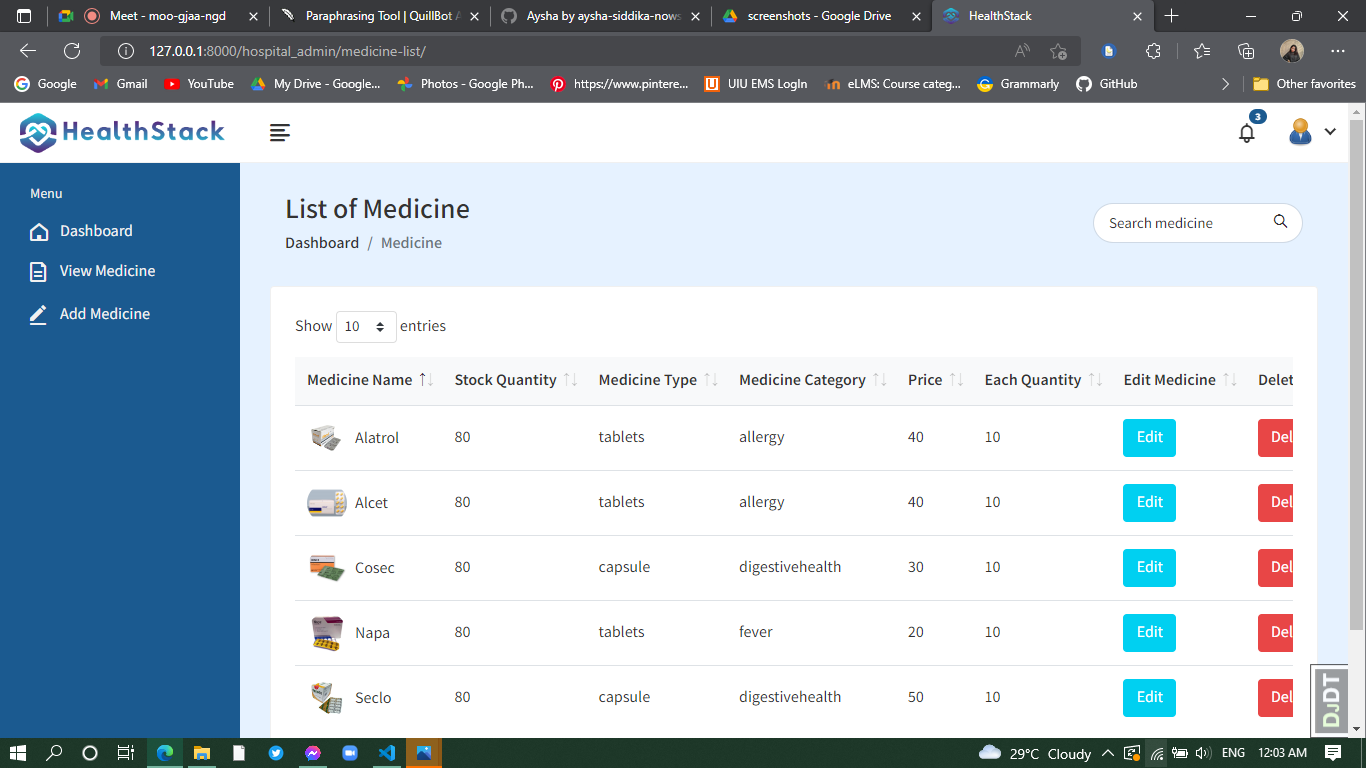 Meet - moo-gjaa-ngd
Paraphrasing Tool | QuillBot A
Aysha by aysha-siddika-nows
screenshots - Google Drive
HealthStack
127.0.0.1:8000/hospital_admin/medicine-list/
Google
Gmail
YouTube
My Drive - Google...
Photos - Google Ph...
https://www.pintere...
UIU EMS LogIn
eLMS: Course categ...
Grammarly
GitHub
Other favorites
HealthStack
3
Menu
Dashboard
View Medicine
Add Medicine
List of Medicine
Dashboard / Medicine
Search medicine
Show 10 entries
Medicine Name Stock Quantity Medicine Type Medicine Category Price Each Quantity Edit Medicine Delet
Alatrol 80 tablets allergy 40 10 Edit Del
Alcet 80 tablets allergy 40 10 Edit Del
Cosec 80 capsule digestivehealth 30 10 Edit Del
Napa 80 tablets fever 20 10 Edit Del
Seclo 80 capsule digestivehealth 50 10 Edit Del
DJDT
29°C Cloudy
ENG
12:03 AM